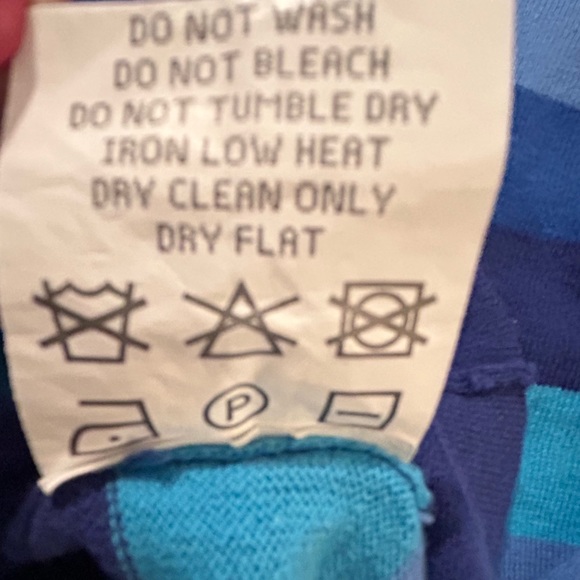 DO NOT WASH
DO NOT BLEACH
DO NOT TUMBLE DRY
IRON LOW HEAT
DRY CLEAN ONLY
DRY FLAT
P